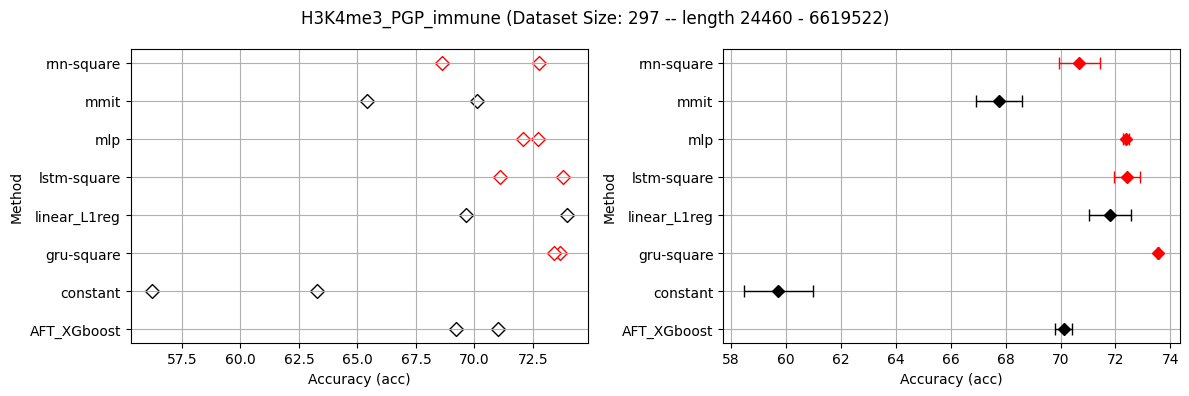 H3K4me3_PGP_immune (Dataset Size: 297 -- length 24460 - 6619522)
Method
rnn-square
mmit
mlp
lstm-square
linear_L1reg
gru-square
constant
AFT_XGboost
57.5 60.0 62.5 65.0 67.5 70.0 72.5
Accuracy (acc)
Method
rnn-square
mmit
mlp
lstm-square
linear_L1reg
gru-square
constant
AFT_XGboost
58 60 62 64 66 68 70 72 74
Accuracy (acc)